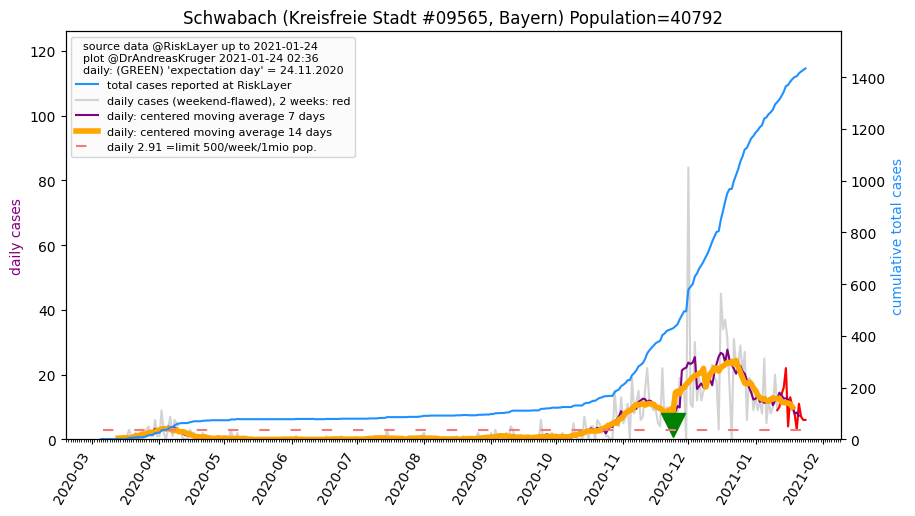 Schwabach (Kreisfreie Stadt #09565, Bayern) Population=40792
source data @RiskLayer up to 2021-01-24
plot @DrAndreasKruger 2021-01-24 02:36
daily: (GREEN) 'expectation day' = 24.11.2020
total cases reported at RiskLayer
daily cases (weekend-flawed), 2 weeks: red
daily: centered moving average 7 days
daily: centered moving average 14 days
daily 2.91 =limit 500/week/1mio pop.
daily cases
120
100
80
60
40
20
0
cumulative total cases
1400
1200
1000
800
600
400
200
0
2020-03
2020-04
2020-05
2020-06
2020-07
2020-08
2020-09
2020-10
2020-11
2020-12
2021-01
2021-02